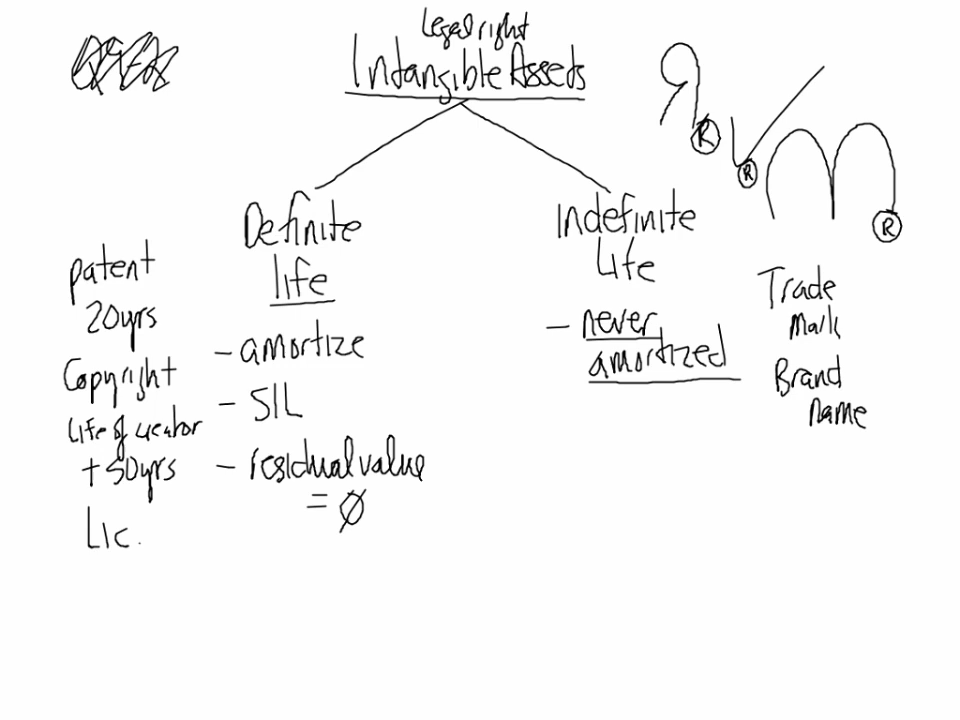 Legal right
Intangible Assets
Definite
life
- amortize
- S/L
- residual value
= Ø
patent
20yrs
Copyright
Life of creator
+ 50yrs
Lic.
Indefinite
Life
- never
amortized
R
R
R
Trade
Mark
Brand
name